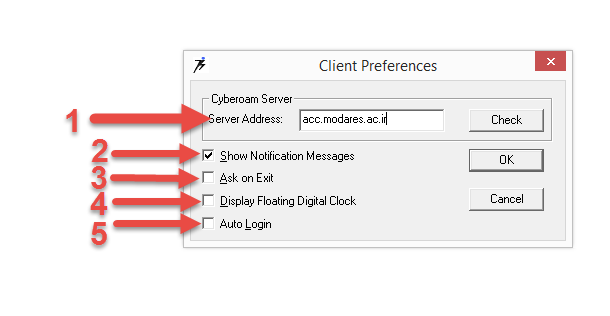 Client Preferences
Cyberoam Server
1 Server Address: acc.modares.ac.ir Check
2 Show Notification Messages OK
3 Ask on Exit
4 Display Floating Digital Clock Cancel
5 Auto Login